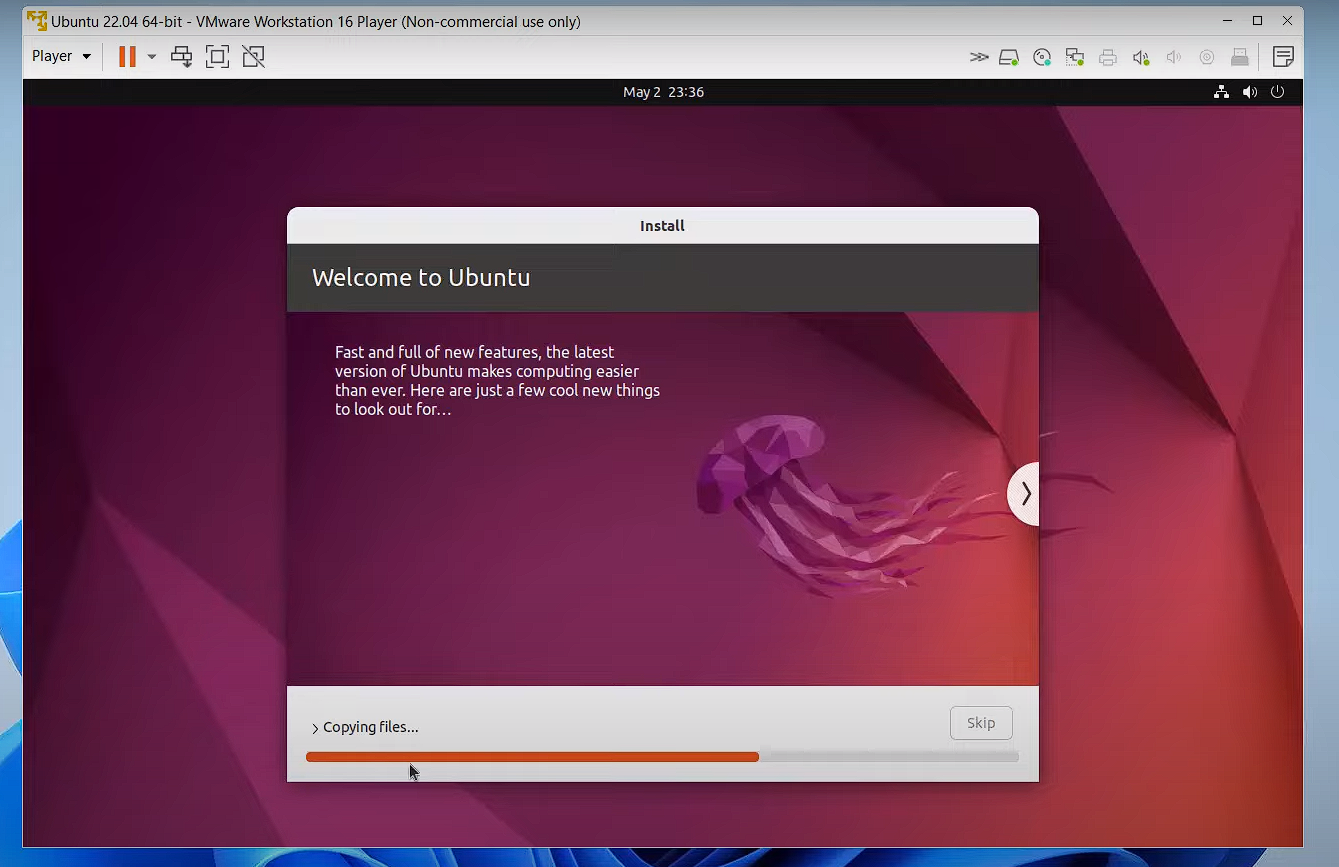 Ubuntu 22.04 64-bit - VMware Workstation 16 Player (Non-commercial use only)
Player
May 2 23:36
Install
Welcome to Ubuntu
Fast and full of new features, the latest
version of Ubuntu makes computing easier
than ever. Here are just a few cool new things
to look out for…
Copying files…
Skip